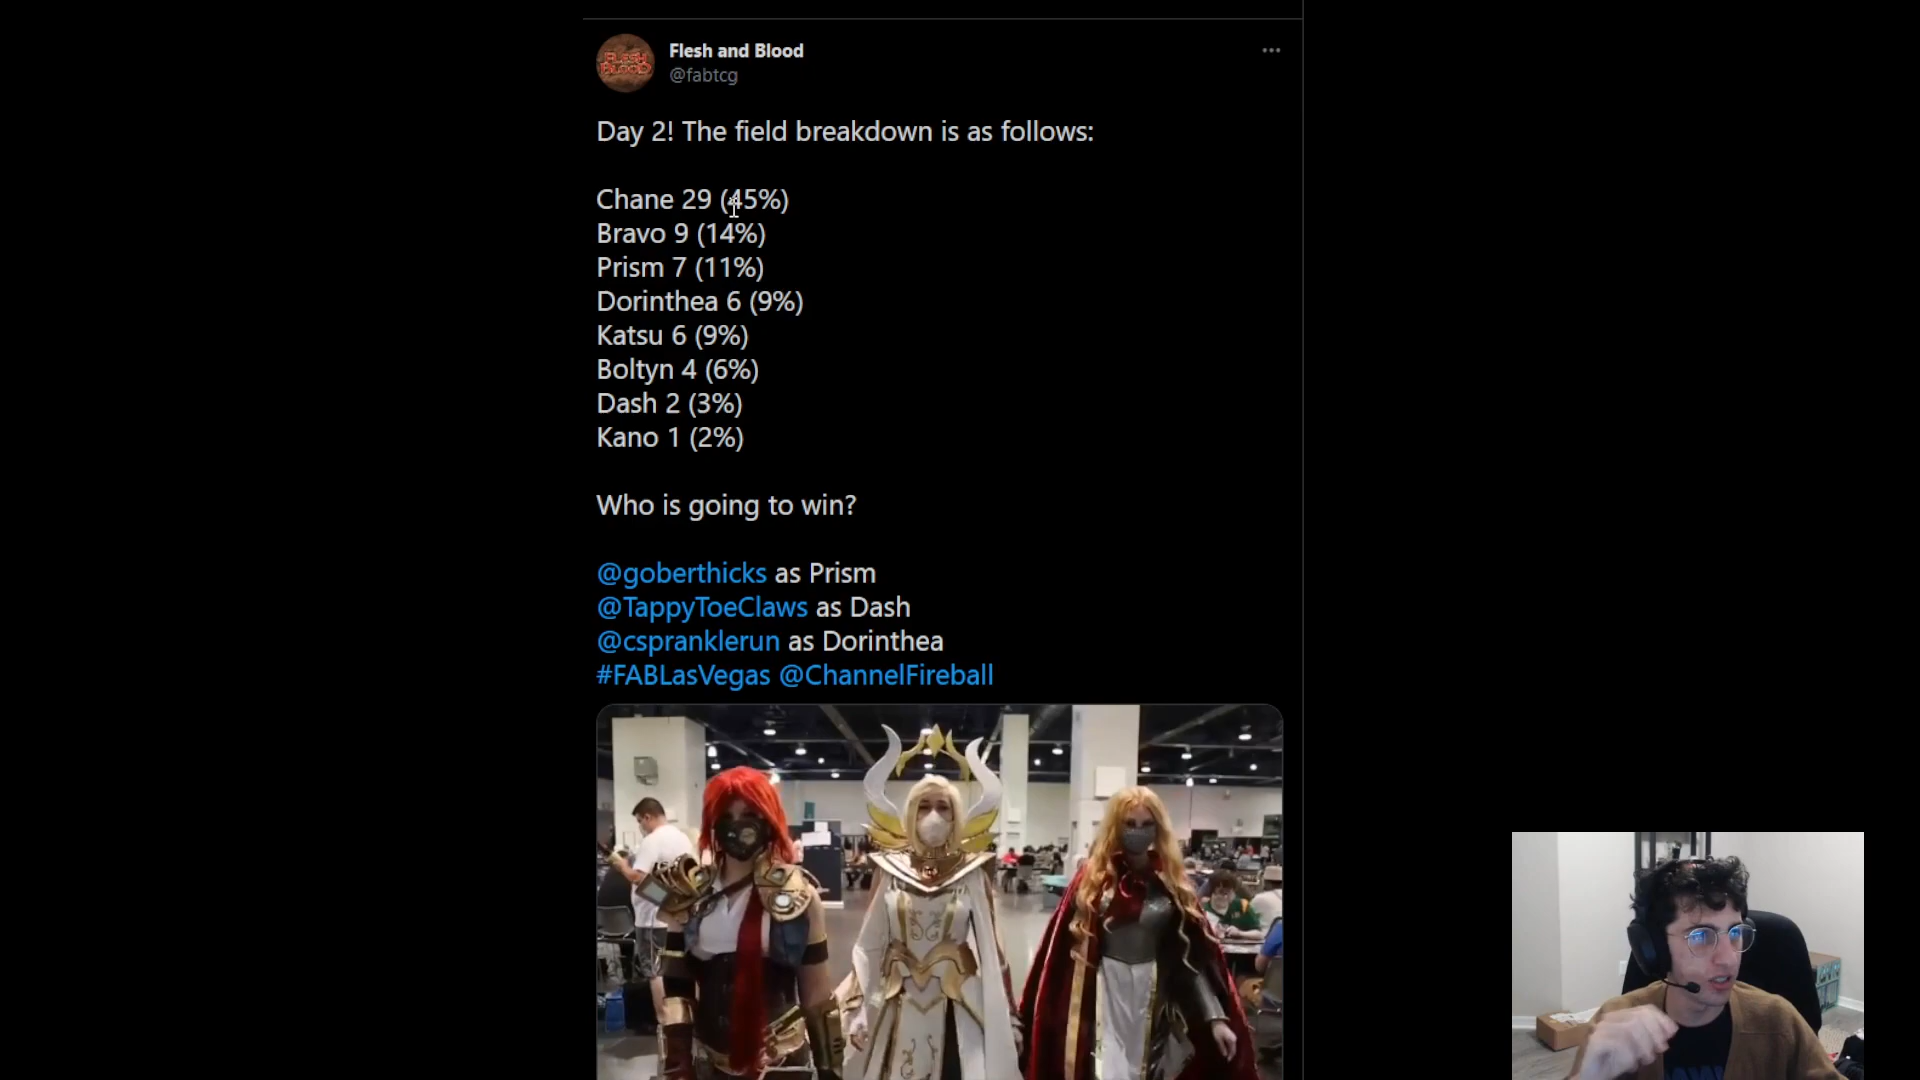 FLESH
BLOOD
Flesh and Blood
@fabtcg
Day 2! The field breakdown is as follows:
Chane 29 (45%)
Bravo 9 (14%)
Prism 7 (11%)
Dorinthea 6 (9%)
Katsu 6 (9%)
Boltyn 4 (6%)
Dash 2 (3%)
Kano 1 (2%)
Who is going to win?
@goberthicks as Prism
@TappyToeClaws as Dash
@cspranklerun as Dorinthea
#FABLasVegas @ChannelFireball